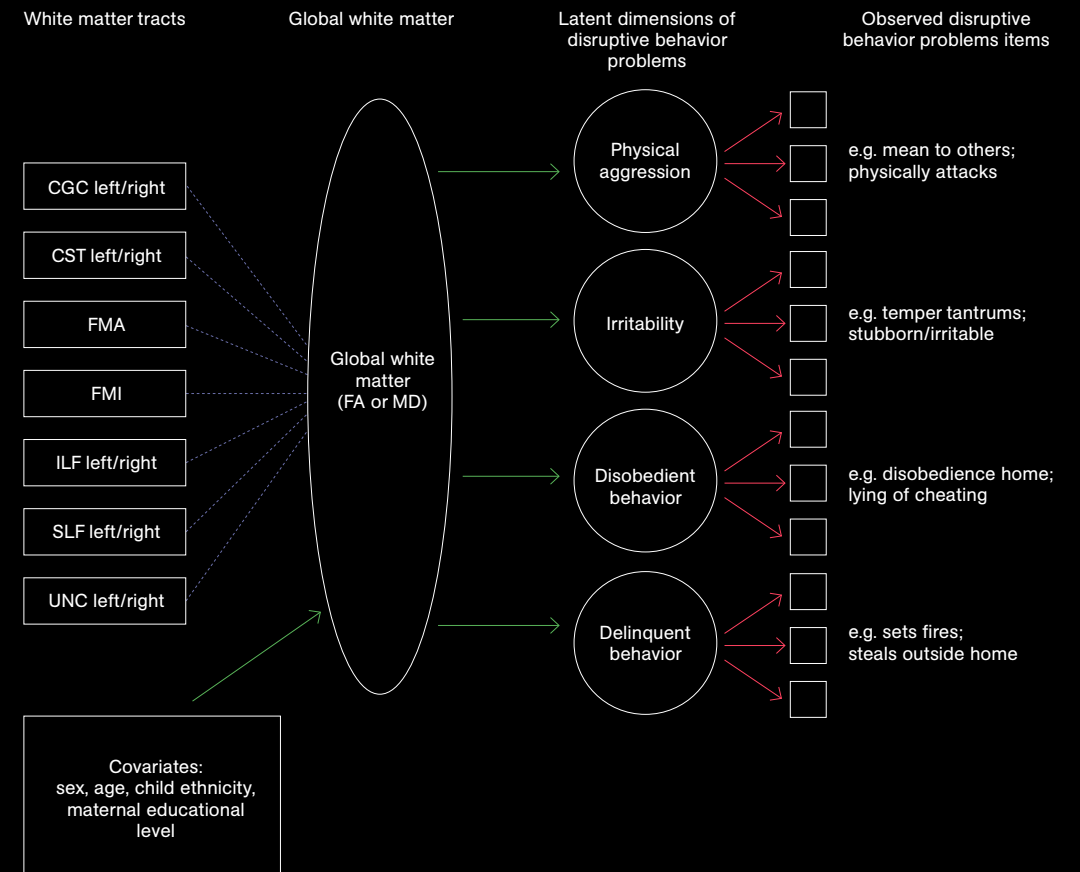 White matter tracts
Global white matter
Latent dimensions of
disruptive behavior
problems
Observed disruptive
behavior problems items
CGC left/right
CST left/right
FMA
FMI
ILF left/right
SLF left/right
UNC left/right
Global white
matter
(FA or MD)
Physical
aggression
Irritability
Disobedient
behavior
Delinquent
behavior
e.g. mean to others;
physically attacks
e.g. temper tantrums;
stubborn/irritable
e.g. disobedience home;
lying of cheating
e.g. sets fires;
steals outside home
Covariates:
sex, age, child ethnicity,
maternal educational
level